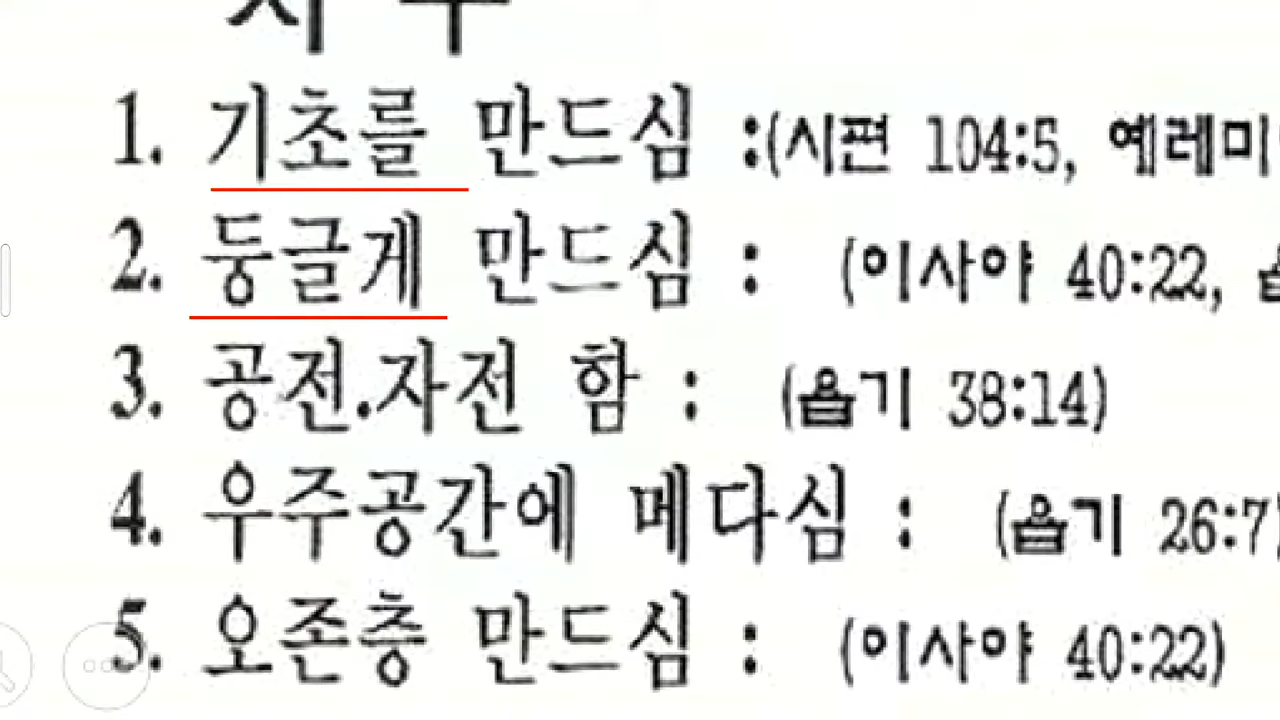 1. 기초를 만드심 :(시편 104:5, 예레미
2. 둥글게 만드심 : (이사야 40:22,
3. 공전.자전 함 : (욥기 38:14)
4. 우주공간에 메다심 : (욥기 26:7)
5. 오존층 만드심 : (이사야 40:22)